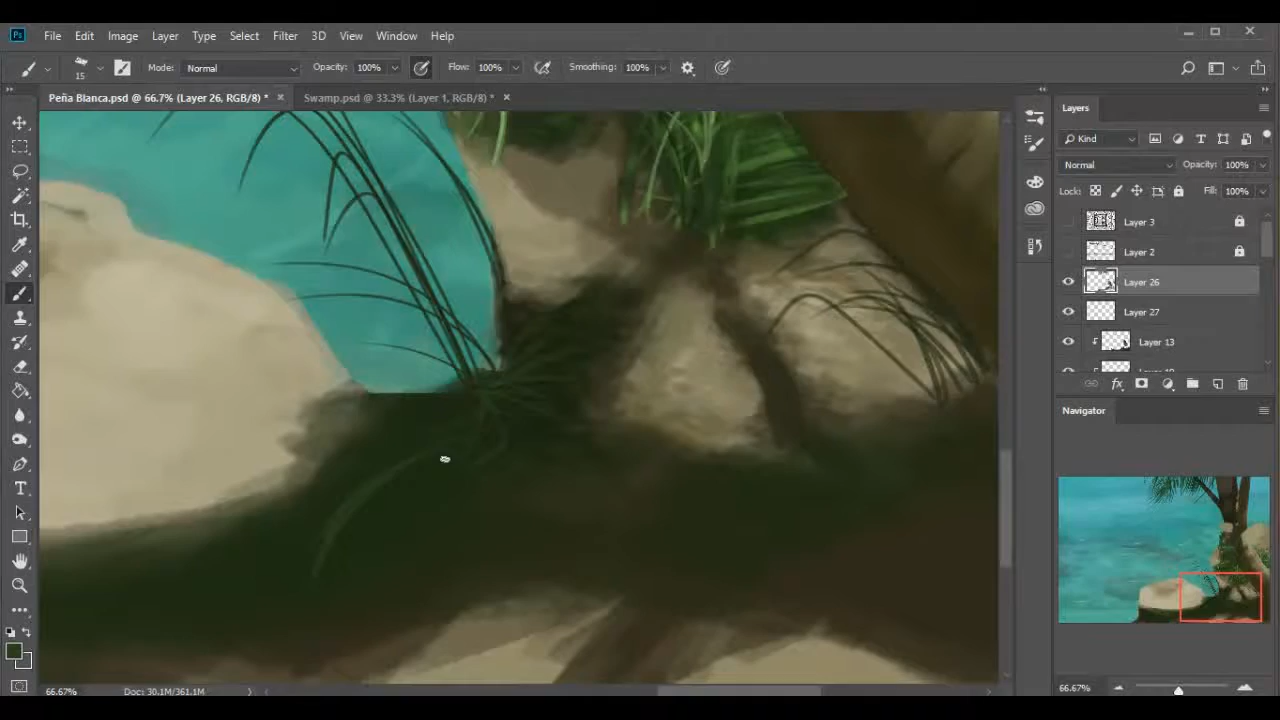 Ps File Edit Image Layer Type Select Filter 3D View Window Help
15 Mode: Normal Opacity: 100% Flow: 100% Smoothing: 100%
Peña Blanca.psd @ 66.7% (Layer 26, RGB/8) * Swamp.psd @ 33.3% (Layer 1, RGB/8) *
Layers
Kind
Normal Opacity: 100%
Lock: Fill: 100%
Layer 3
Layer 2
Layer 26
Layer 27
Layer 13
fx
Navigator
66.67%
66.67% Doc: 30.1M/361.1M